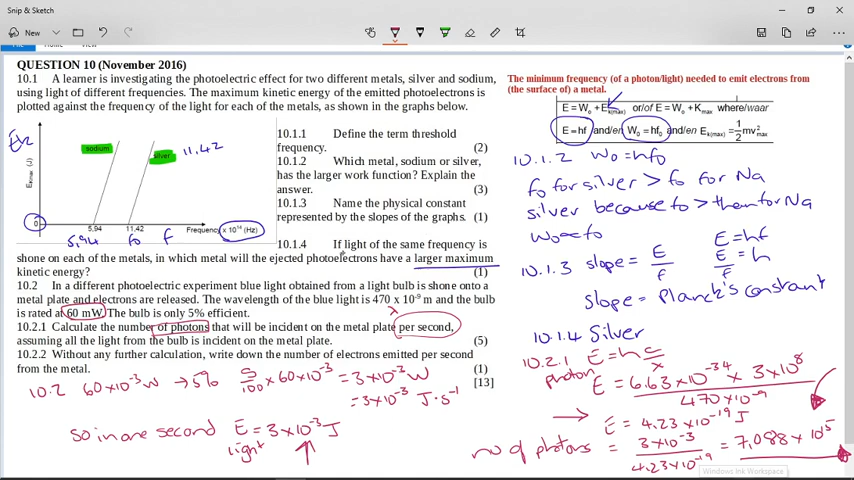 Snip & Sketch
New
QUESTION 10 (November 2016)
10.1 A learner is investigating the photoelectric effect for two different metals, silver and sodium,
using light of different frequencies. The maximum kinetic energy of the emitted photoelectrons is
plotted against the frequency of the light for each of the metals, as shown in the graphs below.
The minimum frequency (of a photon/light) needed to emit electrons from
(the surface of) a metal.
E = W₀ + Eₖ(max) or/of E = W₀ + Kmax where/waar
E = hf and/en W₀ = hf₀ and/en Eₖ(max) = 1/2 mv²max
Ek
EKmax (J)
sodium
silver
11,42
0
5,94
11,42
Frequency (x 10¹⁴ (Hz)
5,94 fo f
10.1.1 Define the term threshold
frequency. (2)
10.1.2 Which metal, sodium or silver,
has the larger work function? Explain the
answer. (3)
10.1.3 Name the physical constant
represented by the slopes of the graphs. (1)
10.1.4 If light of the same frequency is
shone on each of the metals, in which metal will the ejected photoelectrons have a larger maximum
kinetic energy? (1)
10.2 In a different photoelectric experiment blue light obtained from a light bulb is shone onto a
metal plate and electrons are released. The wavelength of the blue light is 470 x 10⁻⁹ m and the bulb
is rated at 60 mW. The bulb is only 5% efficient.
λ
10.2.1 Calculate the number of photons that will be incident on the metal plate per second,
assuming all the light from the bulb is incident on the metal plate. (5)
10.2.2 Without any further calculation, write down the number of electrons emitted per second
from the metal. (1)
[13]
10.2 60×10⁻³W → 5% 5/100 × 60×10⁻³ = 3×10⁻³ W
= 3×10⁻³ J·s⁻¹
so in one second E = 3×10⁻³ J
light
10.1.2 Wo = hfo
fo for silver > fo for Na
silver because fo > than for Na
Wo∝fo
10.1.3 slope = E/f
E = hf
E/f = h
slope = Planck's constant
10.1.4 Silver
10.2.1 E = h c/λ
photon
E = 6.63×10⁻³⁴ × 3×10⁸ / 470×10⁻⁹
E = 4.23×10⁻¹⁹ J
no of photons = 3×10⁻³ / 4.23×10⁻¹⁹ = 7,088×10¹⁵
Windows Ink Workspace